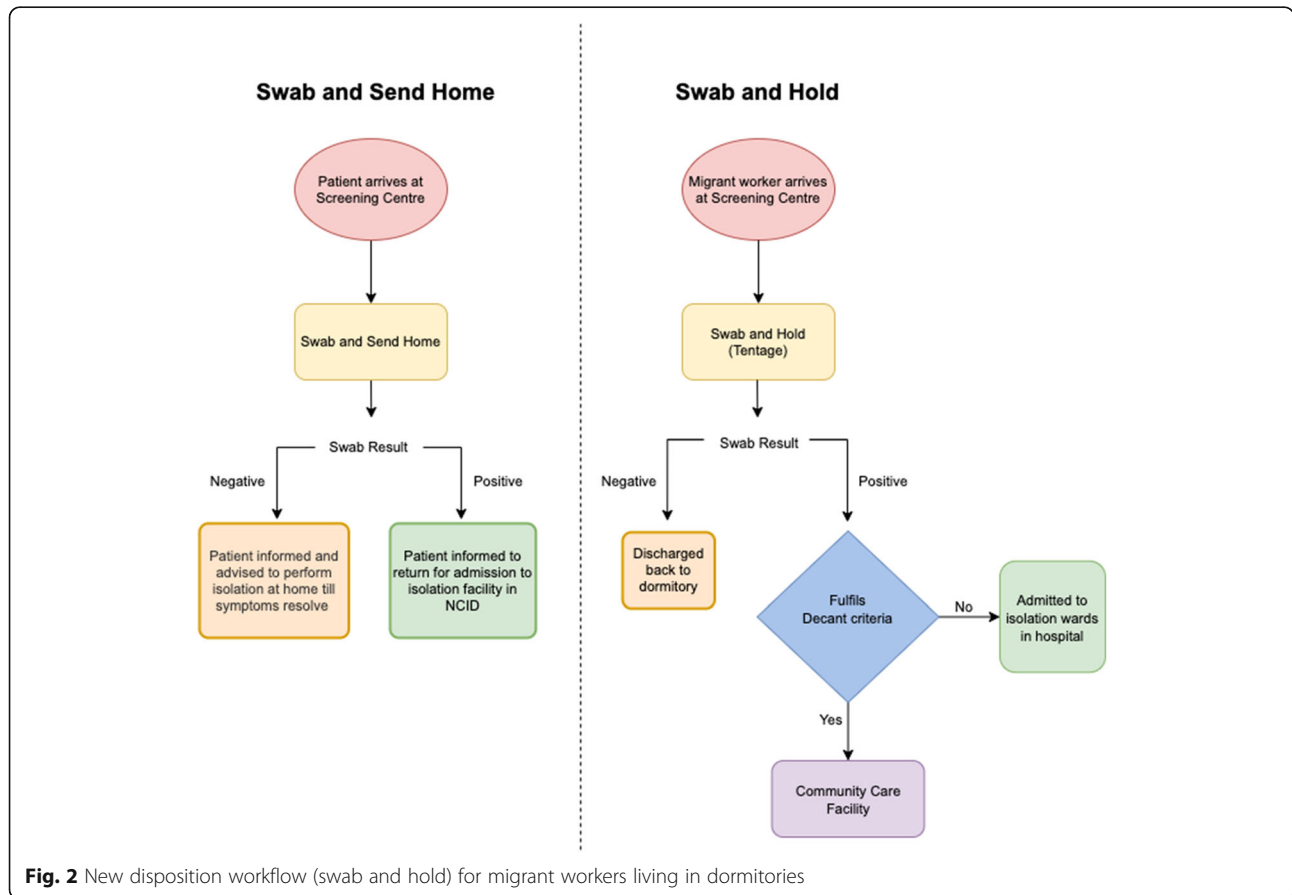 Swab and Send Home
Patient arrives at
Screening Centre
Swab and Send Home
Swab Result
Negative
Positive
Patient informed and
advised to perform
isolation at home till
symptoms resolve
Patient informed to
return for admission to
isolation facility in
NCID
Swab and Hold
Migrant worker arrives
at Screening Centre
Swab and Hold
(Tentage)
Swab Result
Negative
Positive
Discharged
back to
dormitory
Fulfils
Decant criteria
No
Admitted to
isolation wards
in hospital
Yes
Community Care
Facility
Fig. 2 New disposition workflow (swab and hold) for migrant workers living in dormitories